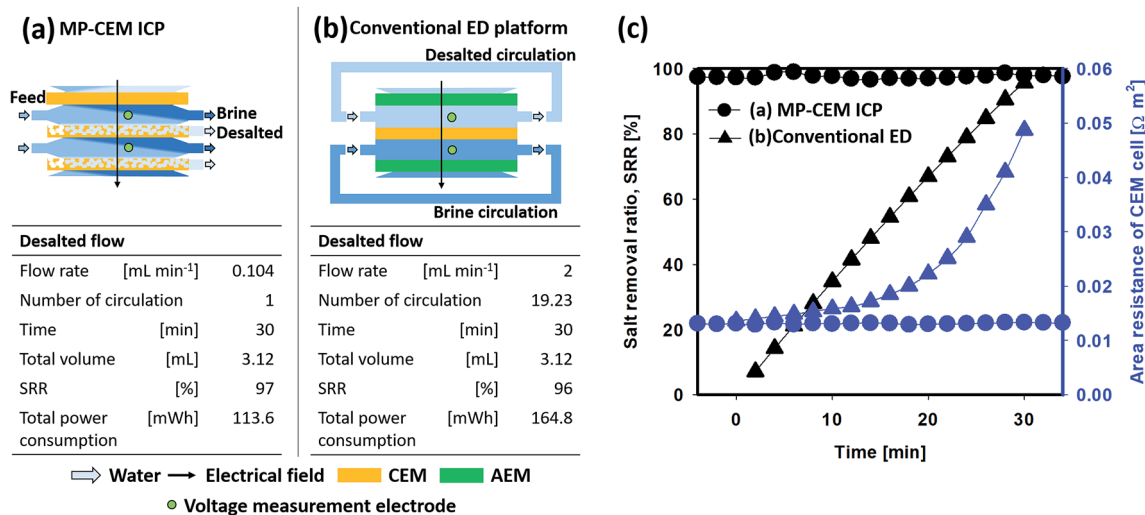 (a) MP-CEM ICP
Feed
Brine
Desalted
Desalted flow
Flow rate [mL min⁻¹] 0.104
Number of circulation 1
Time [min] 30
Total volume [mL] 3.12
SRR [%] 97
Total power [mWh] 113.6
consumption
(b) Conventional ED platform
Desalted circulation
Brine circulation
Desalted flow
Flow rate [mL min⁻¹] 2
Number of circulation 19.23
Time [min] 30
Total volume [mL] 3.12
SRR [%] 96
Total power [mWh] 164.8
consumption
Water Electrical field CEM AEM
Voltage measurement electrode
(c)
Salt removal ratio, SRR [%]
100
80
60
40
20
0
(a) MP-CEM ICP
(b)Conventional ED
0.06
0.05
0.04
0.03
0.02
0.01
0.00
Area resistance of CEM cell [Ω m²]
0 10 20 30
Time [min]